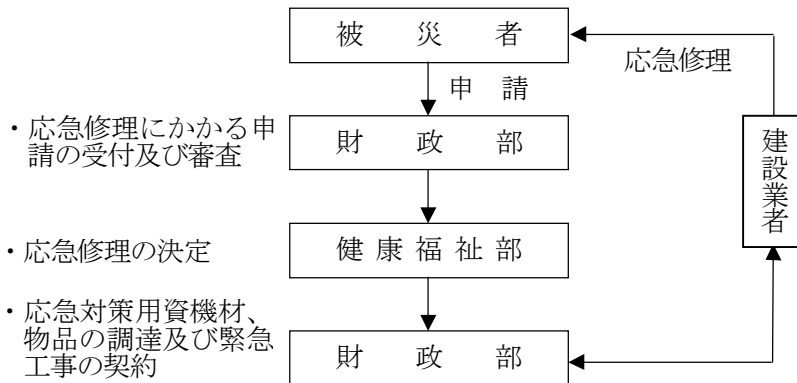 被災者
応急修理
申請
・応急修理にかかる申
請の受付及び審査
財政部
建設業者
・応急修理の決定
健康福祉部
・応急対策用資機材、
物品の調達及び緊急
工事の契約
財政部